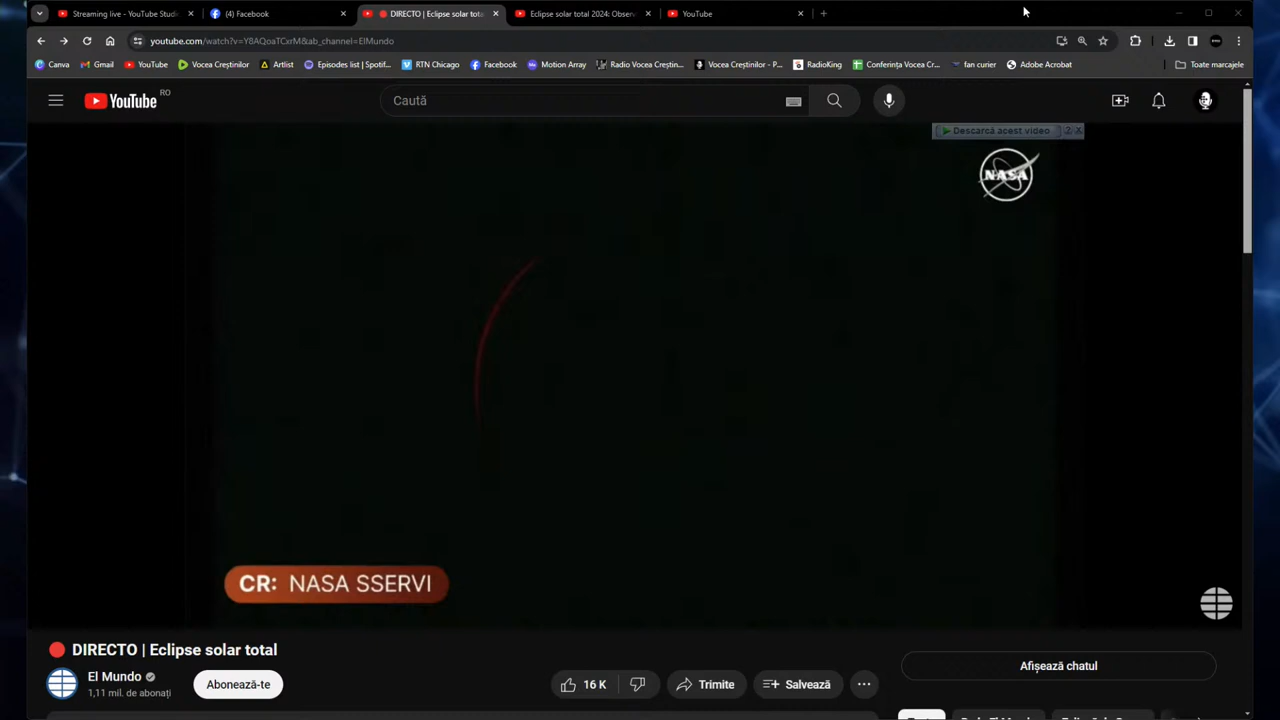 Streaming live - YouTube Studi
(4) Facebook
DIRECTO | Eclipse solar tota
Eclipse solar total 2024: Obser
YouTube
youtube.com/watch?v=Y8AQoaTCxrM&ab_channel=ElMundo
Canva
Gmail
YouTube
Vocea Creștinilor
Artlist
Episodes list | Spotif...
RTN Chicago
Facebook
Motion Array
Radio Vocea Creștin...
Vocea Creștinilor - P...
RadioKing
Conferința Vocea Cr...
fan curier
Adobe Acrobat
Toate marcajele
YouTube RO
Caută
Descarcă acest video ? X
NASA
CR: NASA SSERVI
DIRECTO | Eclipse solar total
El Mundo
1,11 mil. de abonați
Abonează-te
16 K
Trimite
Salvează
Afișează chatul